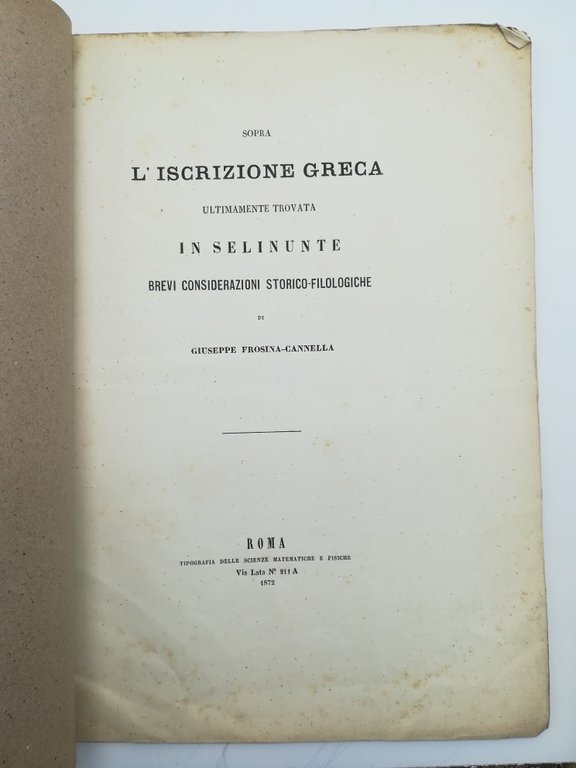 SOPRA
L'ISCRIZIONE GRECA
ULTIMAMENTE TROVATA
IN SELINUNTE
BREVI CONSIDERAZIONI STORICO-FILOLOGICHE
DI
GIUSEPPE FROSINA-CANNELLA
ROMA
TIPOGRAFIA DELLE SCIENZE MATEMATICHE E FISICHE
Via Lata N° 211 A
1872